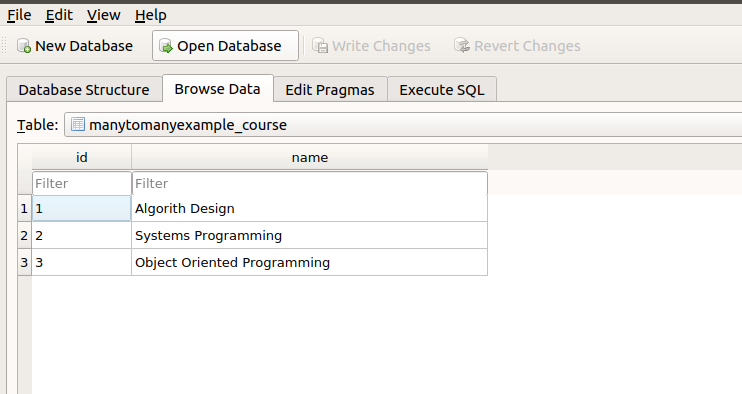 File Edit View Help
New Database Open Database Write Changes Revert Changes
Database Structure Browse Data Edit Pragmas Execute SQL
Table: manytomanyexample_course
id name
Filter Filter
1 1 Algorith Design
2 2 Systems Programming
3 3 Object Oriented Programming